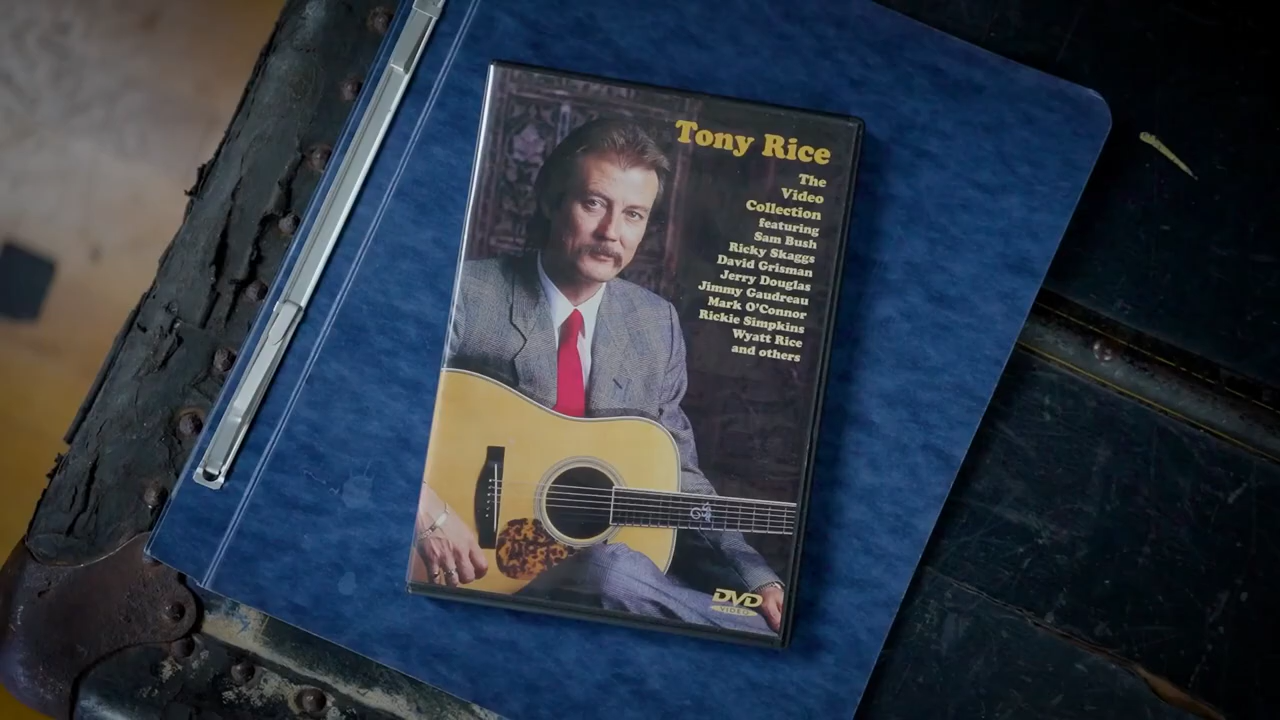 Tony Rice
The
Video
Collection
featuring
Sam Bush
Ricky Skaggs
David Grisman
Jerry Douglas
Jimmy Gaudreau
Mark O'Connor
Rickie Simpkins
Wyatt Rice
and others
DVD
VIDEO